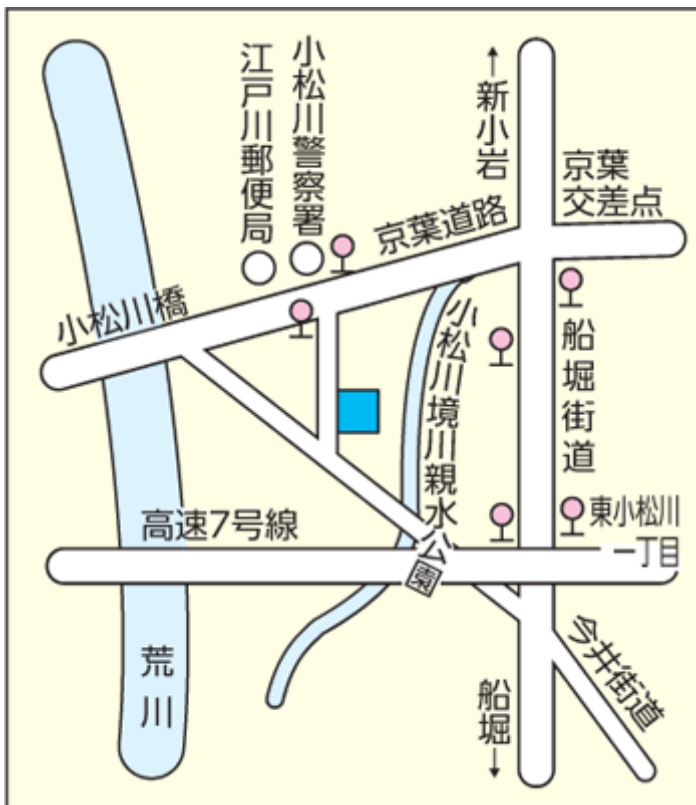 江戸川郵便局
小松川警察署
↑新小岩
京葉
交差点
京葉道路
小松川橋
小松川境川親水公園
船堀街道
高速7号線
東小松川
一丁目
荒川
船堀↓
今井街道